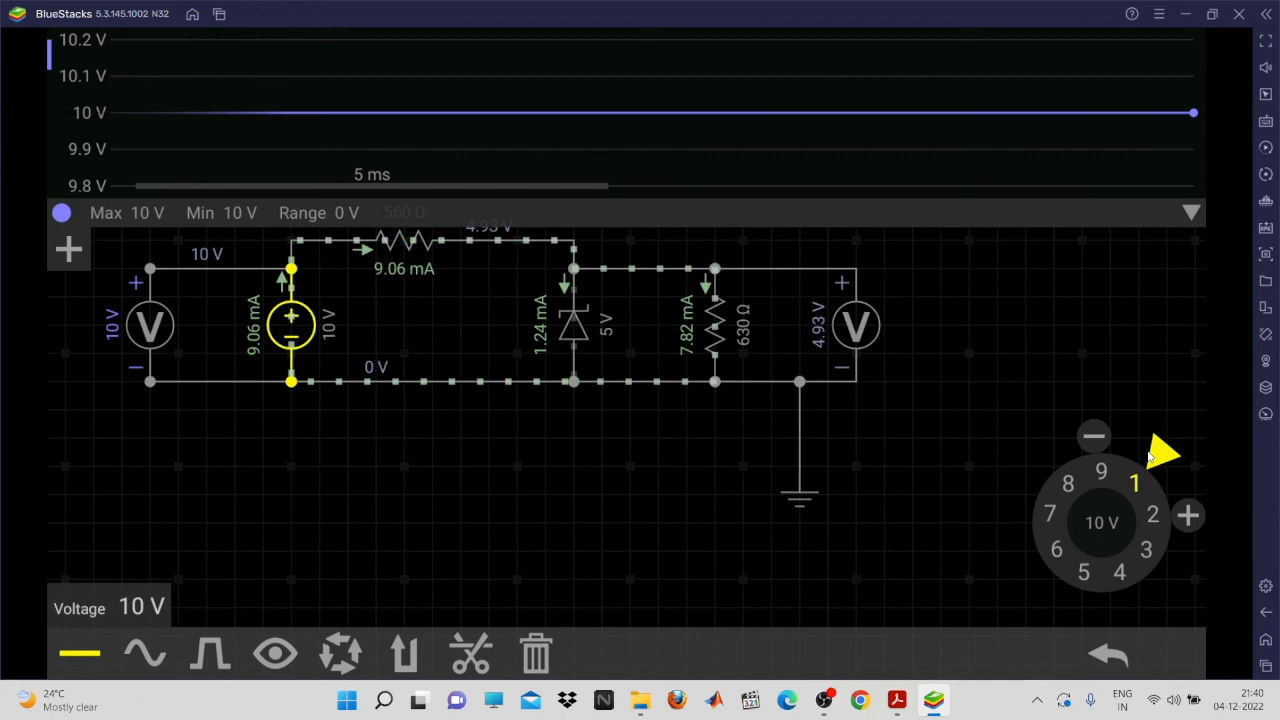 BlueStacks 5.3.145.1002 N32
10.2 V
10.1 V
10 V
9.9 V
9.8 V
5 ms
Max 10 V Min 10 V Range 0 V 560 Ω
4.93 V
10 V
9.06 mA
10 V
V
9.06 mA
10 V
1.24 mA
5 V
7.82 mA
630 Ω
4.93 V
V
0 V
9
8
1
7
2
6
3
5
4
10 V
Voltage 10 V
24°C
Mostly clear
N
321
ENG
IN
21:40
04-12-2022